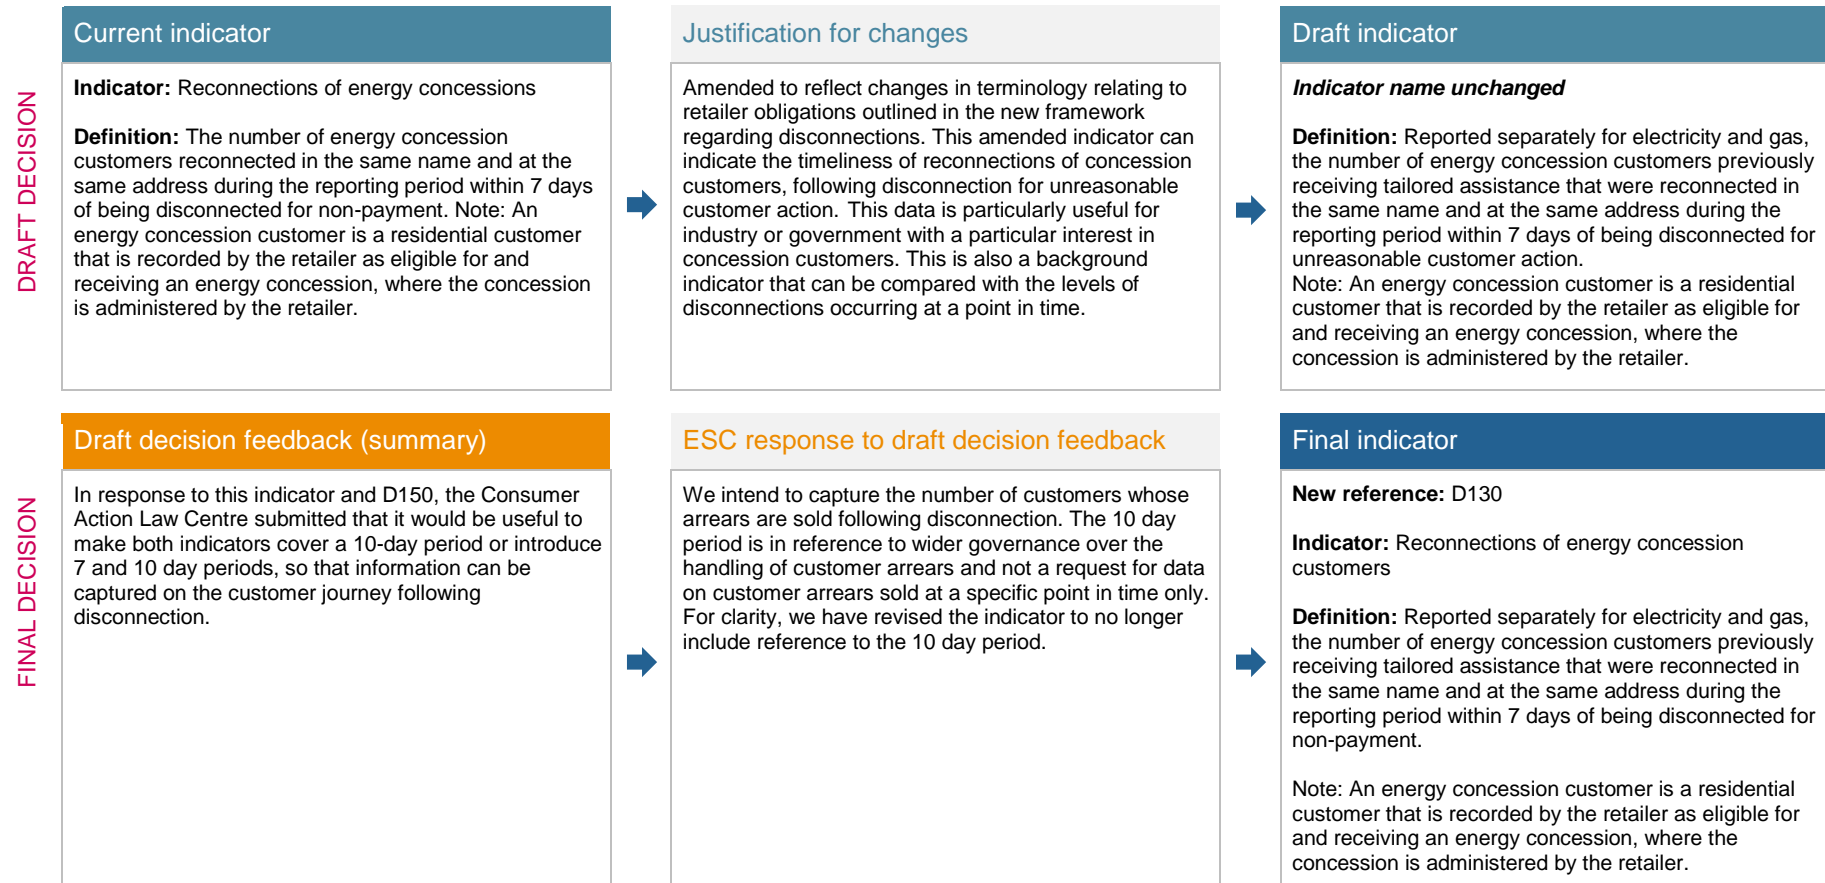 DRAFT DECISION
Current indicator
Indicator: Reconnections of energy concessions
Definition: The number of energy concession
customers reconnected in the same name and at the
same address during the reporting period within 7 days
of being disconnected for non-payment. Note: An
energy concession customer is a residential customer
that is recorded by the retailer as eligible for and
receiving an energy concession, where the concession
is administered by the retailer.
Justification for changes
Amended to reflect changes in terminology relating to
retailer obligations outlined in the new framework
regarding disconnections. This amended indicator can
indicate the timeliness of reconnections of concession
customers, following disconnection for unreasonable
customer action. This data is particularly useful for
industry or government with a particular interest in
concession customers. This is also a background
indicator that can be compared with the levels of
disconnections occurring at a point in time.
Draft indicator
Indicator name unchanged
Definition: Reported separately for electricity and gas,
the number of energy concession customers previously
receiving tailored assistance that were reconnected in
the same name and at the same address during the
reporting period within 7 days of being disconnected for
unreasonable customer action.
Note: An energy concession customer is a residential
customer that is recorded by the retailer as eligible for
and receiving an energy concession, where the
concession is administered by the retailer.
FINAL DECISION
Draft decision feedback (summary)
In response to this indicator and D150, the Consumer
Action Law Centre submitted that it would be useful to
make both indicators cover a 10-day period or introduce
7 and 10 day periods, so that information can be
captured on the customer journey following
disconnection.
ESC response to draft decision feedback
We intend to capture the number of customers whose
arrears are sold following disconnection. The 10 day
period is in reference to wider governance over the
handling of customer arrears and not a request for data
on customer arrears sold at a specific point in time only.
For clarity, we have revised the indicator to no longer
include reference to the 10 day period.
Final indicator
New reference: D130
Indicator: Reconnections of energy concession
customers
Definition: Reported separately for electricity and gas,
the number of energy concession customers previously
receiving tailored assistance that were reconnected in
the same name and at the same address during the
reporting period within 7 days of being disconnected for
non-payment.
Note: An energy concession customer is a residential
customer that is recorded by the retailer as eligible for
and receiving an energy concession, where the
concession is administered by the retailer.